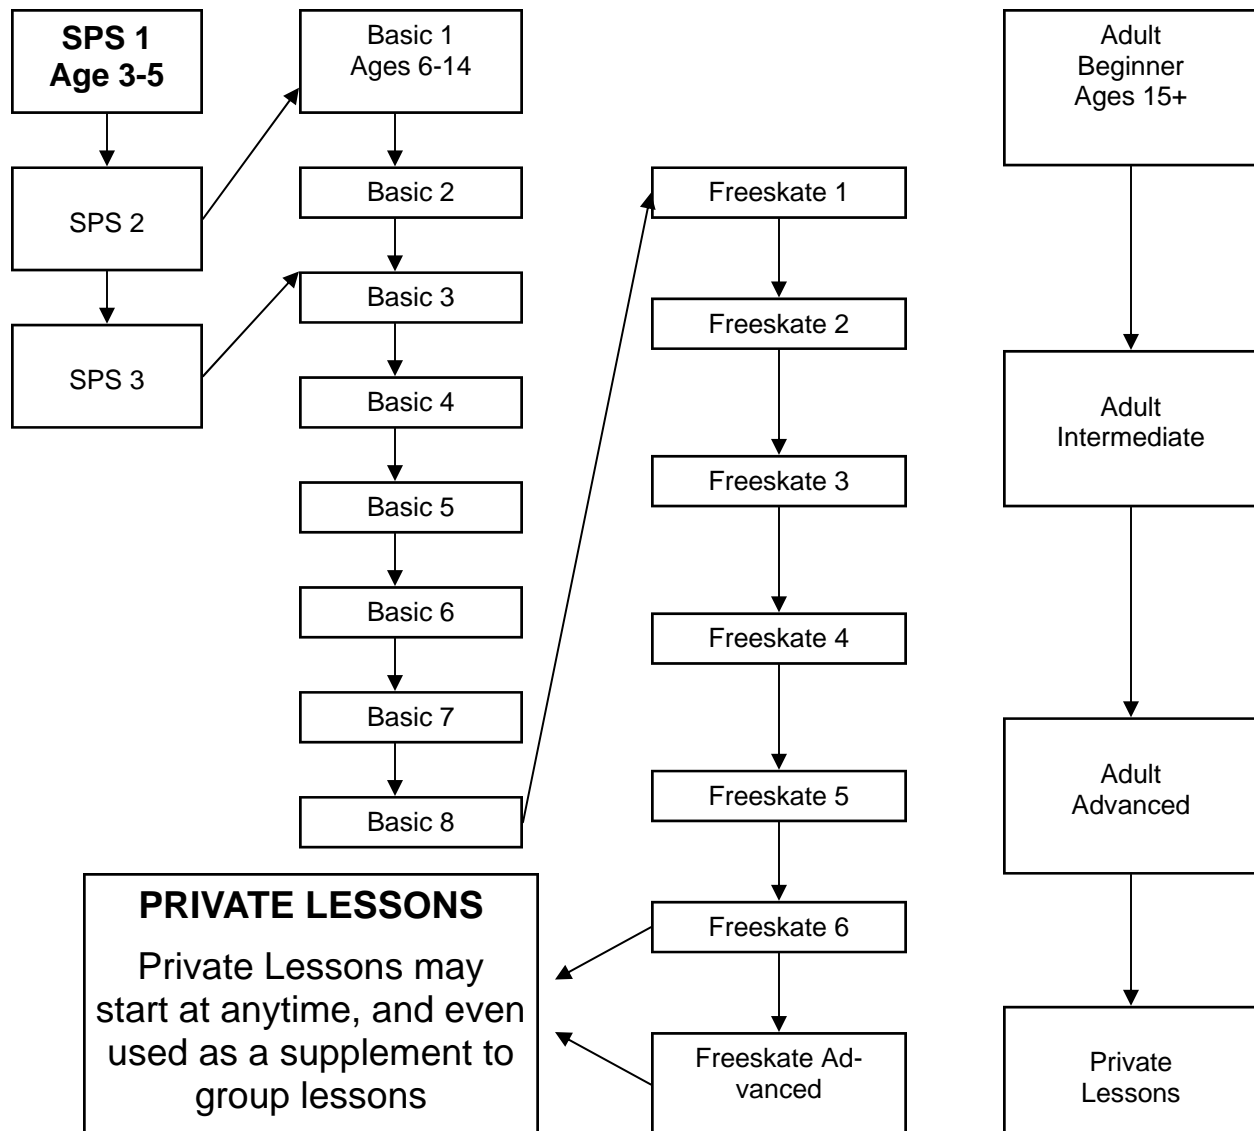 SPS 1
Age 3-5
SPS 2
SPS 3
Basic 1
Ages 6-14
Basic 2
Basic 3
Basic 4
Basic 5
Basic 6
Basic 7
Basic 8
Freeskate 1
Freeskate 2
Freeskate 3
Freeskate 4
Freeskate 5
Freeskate 6
Freeskate Ad-
vanced
Adult
Beginner
Ages 15+
Adult
Intermediate
Adult
Advanced
Private
Lessons
PRIVATE LESSONS
Private Lessons may
start at anytime, and even
used as a supplement to
group lessons